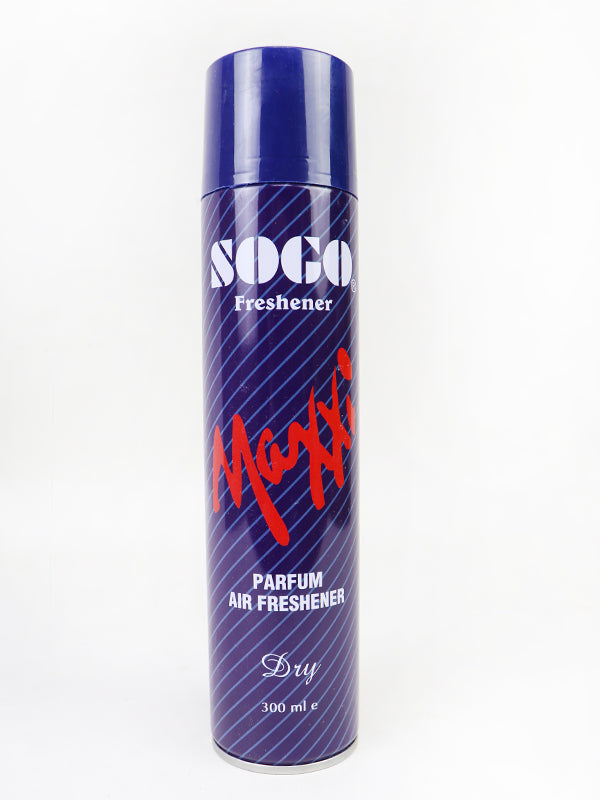 SOGO®
Freshener
Maxxi
PARFUM
AIR FRESHENER
Dry
300 ml e